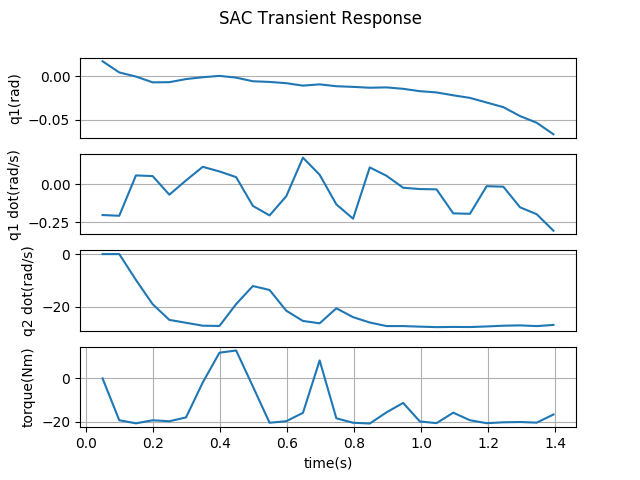 SAC Transient Response
q1(rad)
0.00
−0.05
q1 dot(rad/s)
0.00
−0.25
q2 dot(rad/s)
0
−20
torque(Nm)
0
−20
0.0 0.2 0.4 0.6 0.8 1.0 1.2 1.4
time(s)